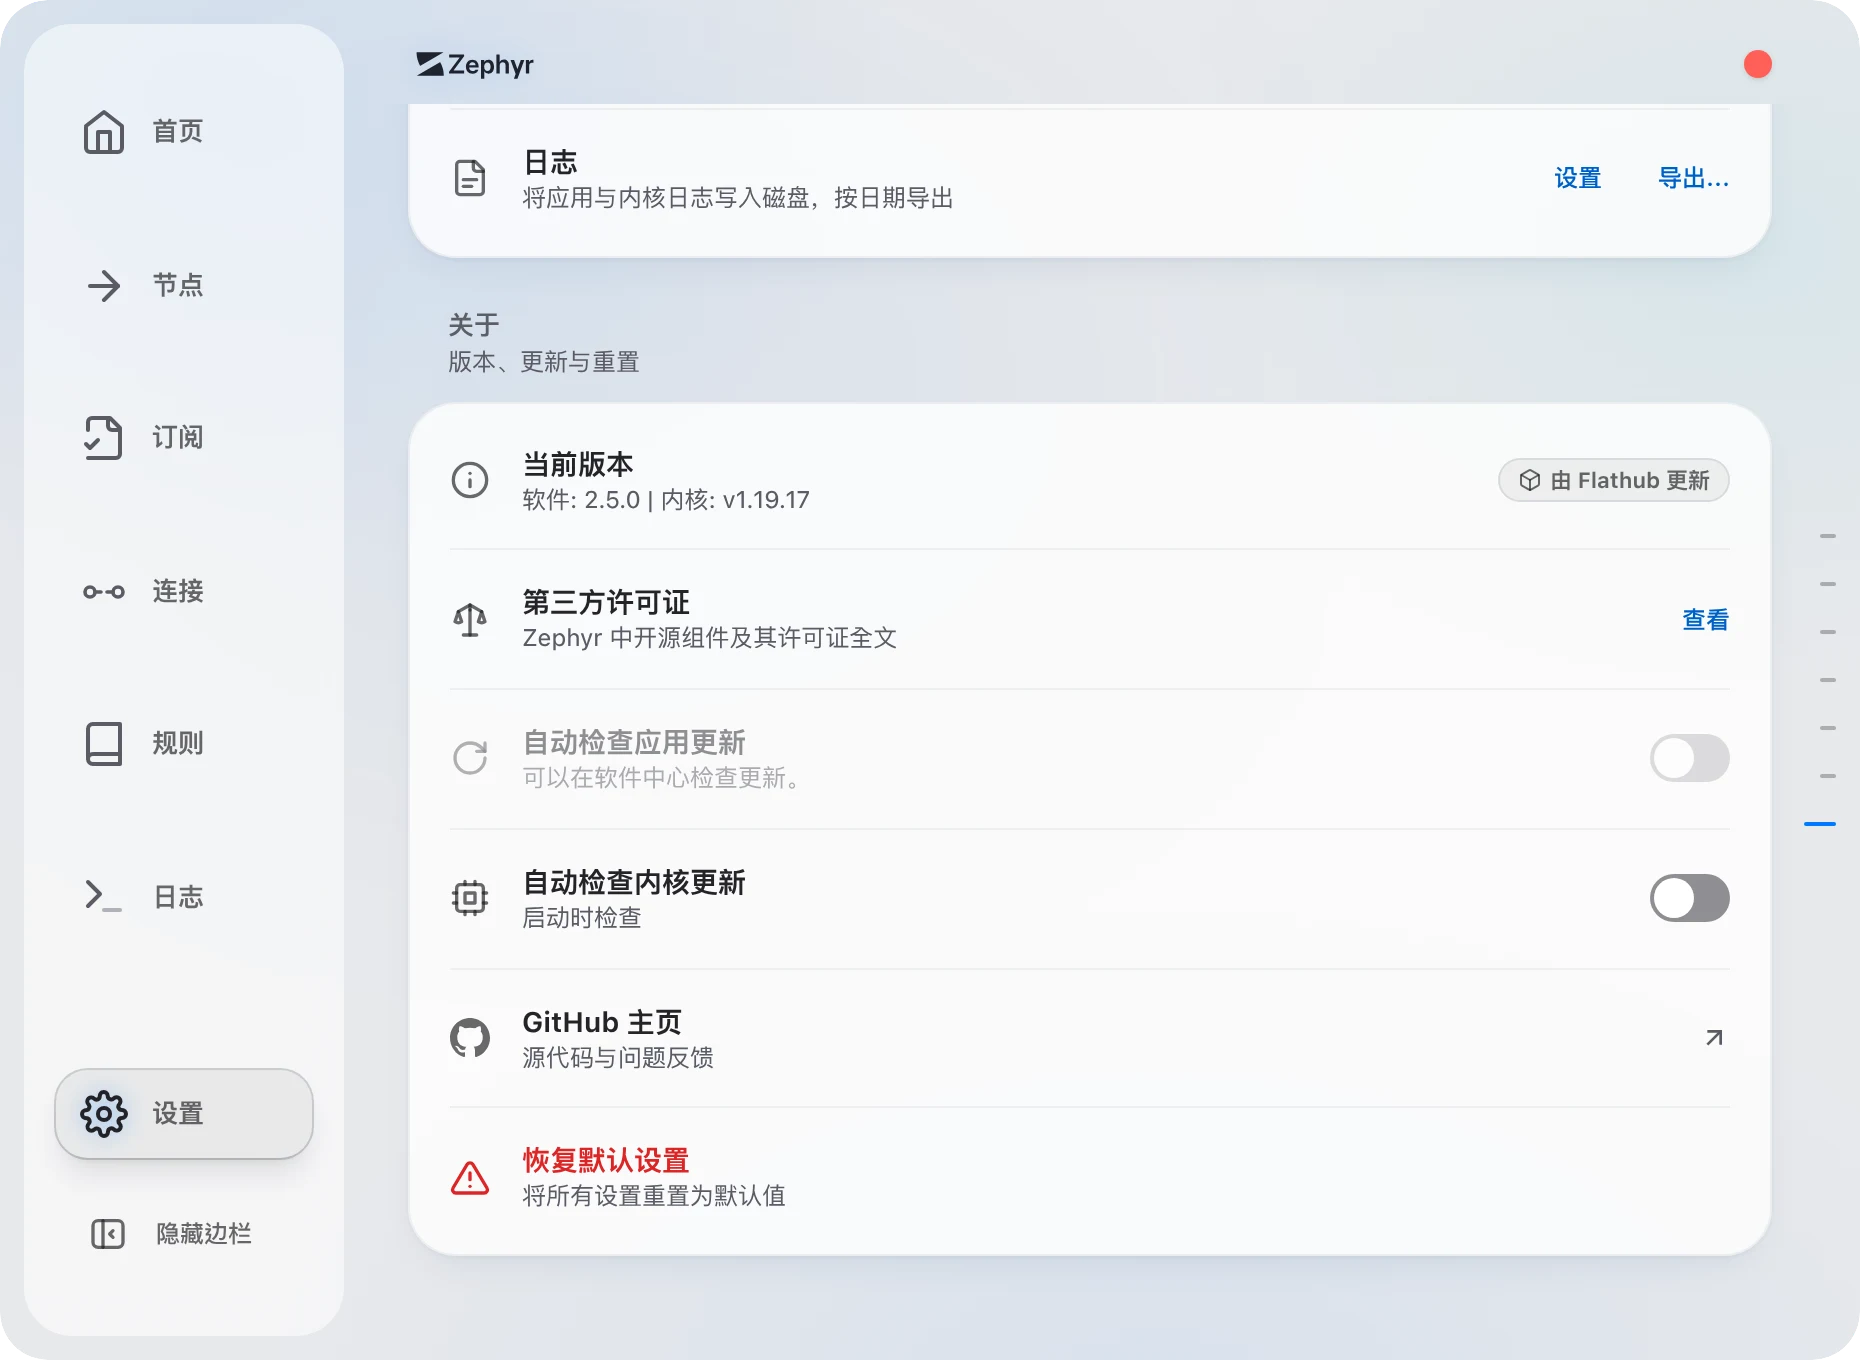 Zephyr
首页
节点
订阅
连接
规则
日志
设置
隐藏边栏
日志
将应用与内核日志写入磁盘，按日期导出
设置
导出...
关于
版本、更新与重置
当前版本
软件: 2.5.0 | 内核: v1.19.17
由 Flathub 更新
第三方许可证
Zephyr 中开源组件及其许可证全文
查看
自动检查应用更新
可以在软件中心检查更新。
自动检查内核更新
启动时检查
GitHub 主页
源代码与问题反馈
恢复默认设置
将所有设置重置为默认值